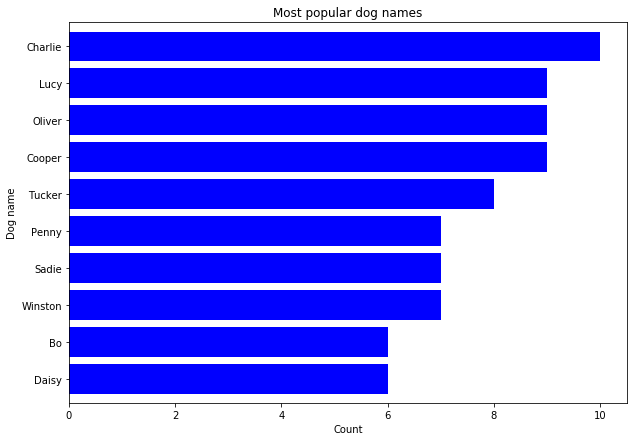 Most popular dog names
Charlie
Lucy
Oliver
Cooper
Tucker
Penny
Sadie
Winston
Bo
Daisy
Dog name
0 2 4 6 8 10
Count